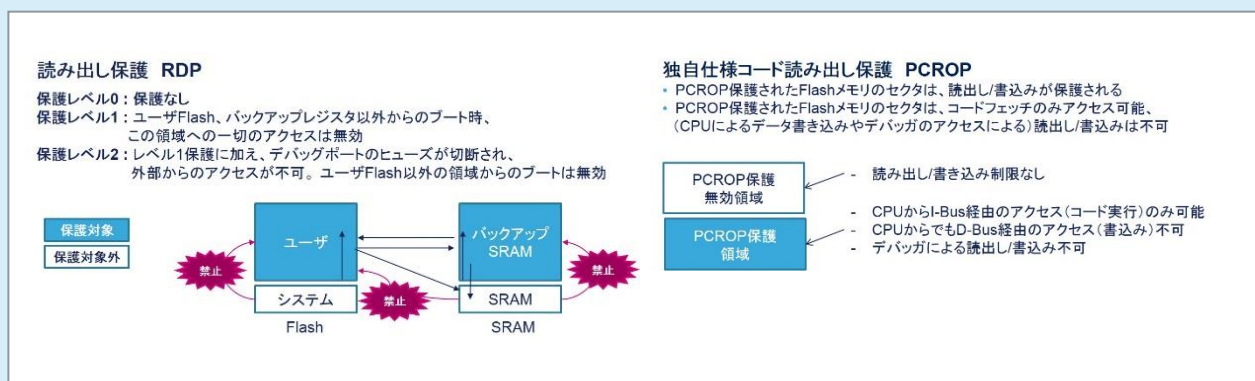 読み出し保護 RDP
保護レベル0:保護なし
保護レベル1:ユーザFlash、バックアップレジスタ以外からのブート時、
この領域への一切のアクセスは無効
保護レベル2:レベル1保護に加え、デバッグポートのヒューズが切断され、
外部からのアクセスが不可。ユーザFlash以外の領域からのブートは無効
保護対象
保護対象外
ユーザ
バックアップ
SRAM
禁止
禁止
禁止
システム
SRAM
Flash
SRAM
独自仕様コード読み出し保護 PCROP
• PCROP保護されたFlashメモリのセクタは、読出し/書込みが保護される
• PCROP保護されたFlashメモリのセクタは、コードフェッチのみアクセス可能、
(CPUによるデータ書き込みやデバッガのアクセスによる)読出し/書込みは不可
PCROP保護
無効領域
- 読み出し/書き込み制限なし
PCROP保護
領域
- CPUからI-Bus経由のアクセス(コード実行)のみ可能
- CPUからでもD-Bus経由のアクセス(書込み)不可
- デバッガによる読出し/書込み不可